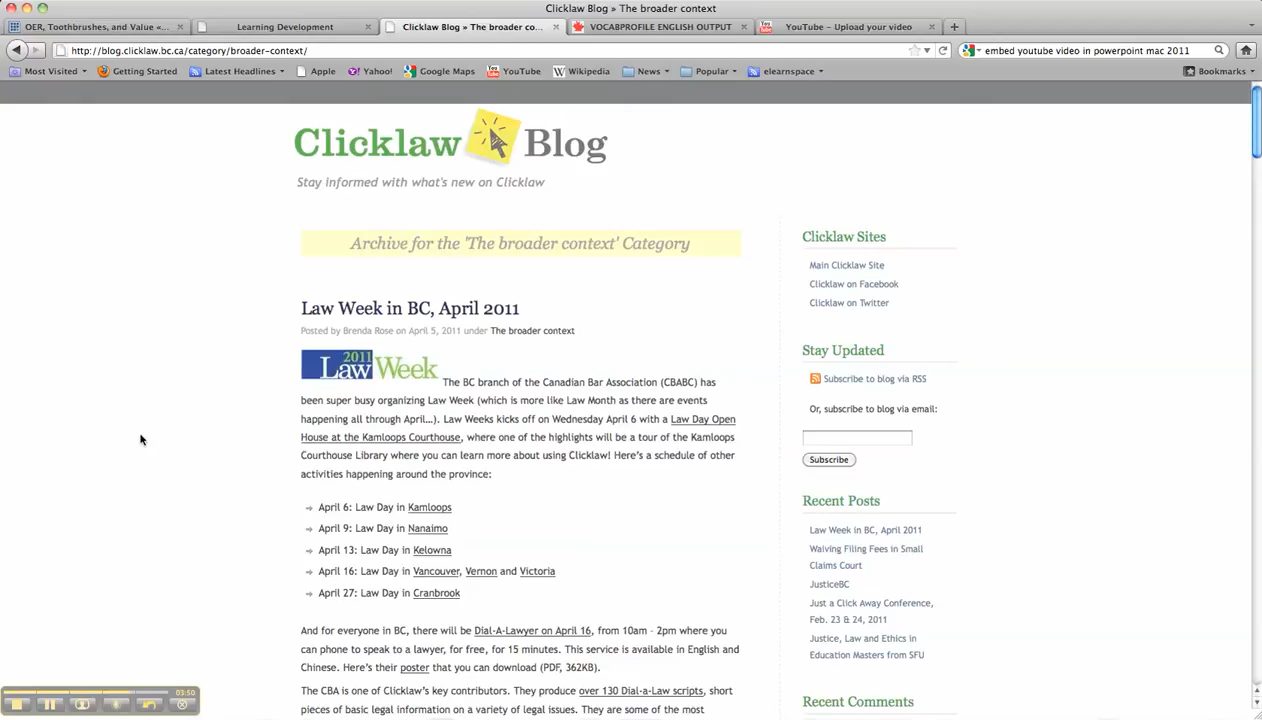 Clicklaw Blog » The broader context
OER, Toothbrushes, and Value «...
Learning Development
Clicklaw Blog » The broader co...
VOCABPROFILE ENGLISH OUTPUT
YouTube - Upload your video
http://blog.clicklaw.bc.ca/category/broader-context/
embed youtube video in powerpoint mac 2011
Most Visited
Getting Started
Latest Headlines
Apple
Yahoo!
Google Maps
YouTube
Wikipedia
News
Popular
elearnspace
Bookmarks
Clicklaw Blog
Stay informed with what's new on Clicklaw
Archive for the 'The broader context' Category
Law Week in BC, April 2011
Posted by Brenda Rose on April 5, 2011 under The broader context
2011
Law Week
The BC branch of the Canadian Bar Association (CBABC) has
been super busy organizing Law Week (which is more like Law Month as there are events
happening all through April...). Law Weeks kicks off on Wednesday April 6 with a Law Day Open
House at the Kamloops Courthouse, where one of the highlights will be a tour of the Kamloops
Courthouse Library where you can learn more about using Clicklaw! Here's a schedule of other
activities happening around the province:
April 6: Law Day in Kamloops
April 9: Law Day in Nanaimo
April 13: Law Day in Kelowna
April 16: Law Day in Vancouver, Vernon and Victoria
April 27: Law Day in Cranbrook
And for everyone in BC, there will be Dial-A-Lawyer on April 16, from 10am - 2pm where you
can phone to speak to a lawyer, for free, for 15 minutes. This service is available in English and
Chinese. Here's their poster that you can download (PDF, 362KB).
The CBA is one of Clicklaw's key contributors. They produce over 130 Dial-a-Law scripts, short
pieces of basic legal information on a variety of legal issues. They are some of the most
Clicklaw Sites
Main Clicklaw Site
Clicklaw on Facebook
Clicklaw on Twitter
Stay Updated
Subscribe to blog via RSS
Or, subscribe to blog via email:
Subscribe
Recent Posts
Law Week in BC, April 2011
Waiving Filing Fees in Small
Claims Court
JusticeBC
Just a Click Away Conference,
Feb. 23 & 24, 2011
Justice, Law and Ethics in
Education Masters from SFU
Recent Comments
03:50